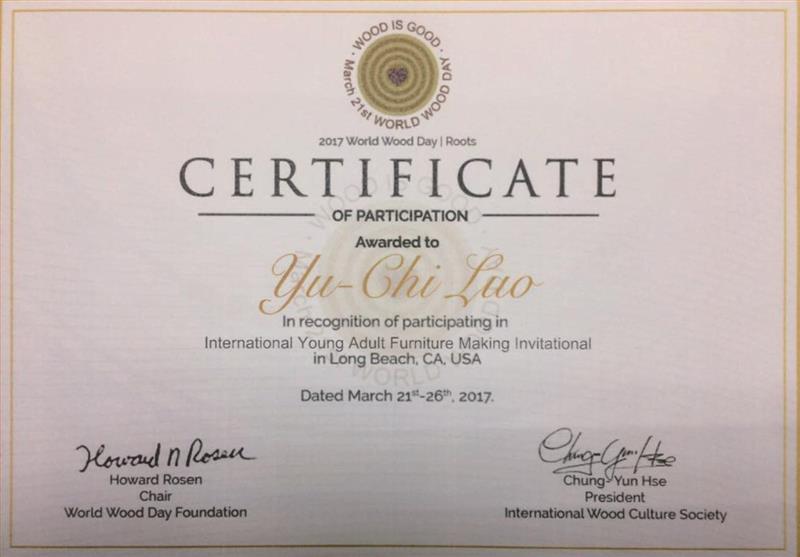 WOOD IS GOOD
March 21st WORLD WOOD DAY
2017 World Wood Day | Roots
CERTIFICATE
OF PARTICIPATION
Awarded to
Yu-Chi Lao
In recognition of participating in
International Young Adult Furniture Making Invitational
in Long Beach, CA, USA
Dated March 21st-26th, 2017.
Howard N Rosen
Howard Rosen
Chair
World Wood Day Foundation
Chung-Yun Hse
Chung-Yun Hse
President
International Wood Culture Society